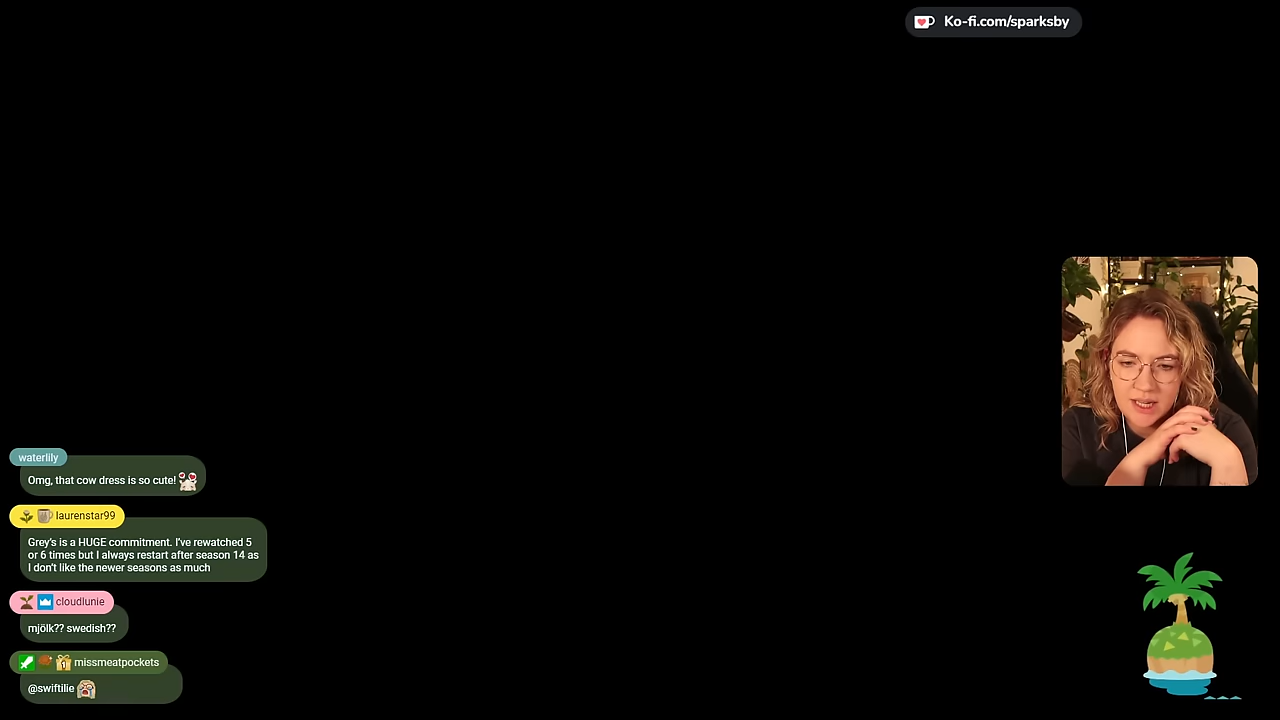 Ko-fi.com/sparksby
waterlily
Omg, that cow dress is so cute!
laurenstar99
Grey's is a HUGE commitment. I've rewatched 5
or 6 times but I always restart after season 14 as
I don't like the newer seasons as much
cloudlunie
mjölk?? swedish??
missmeatpockets
@swiftilie